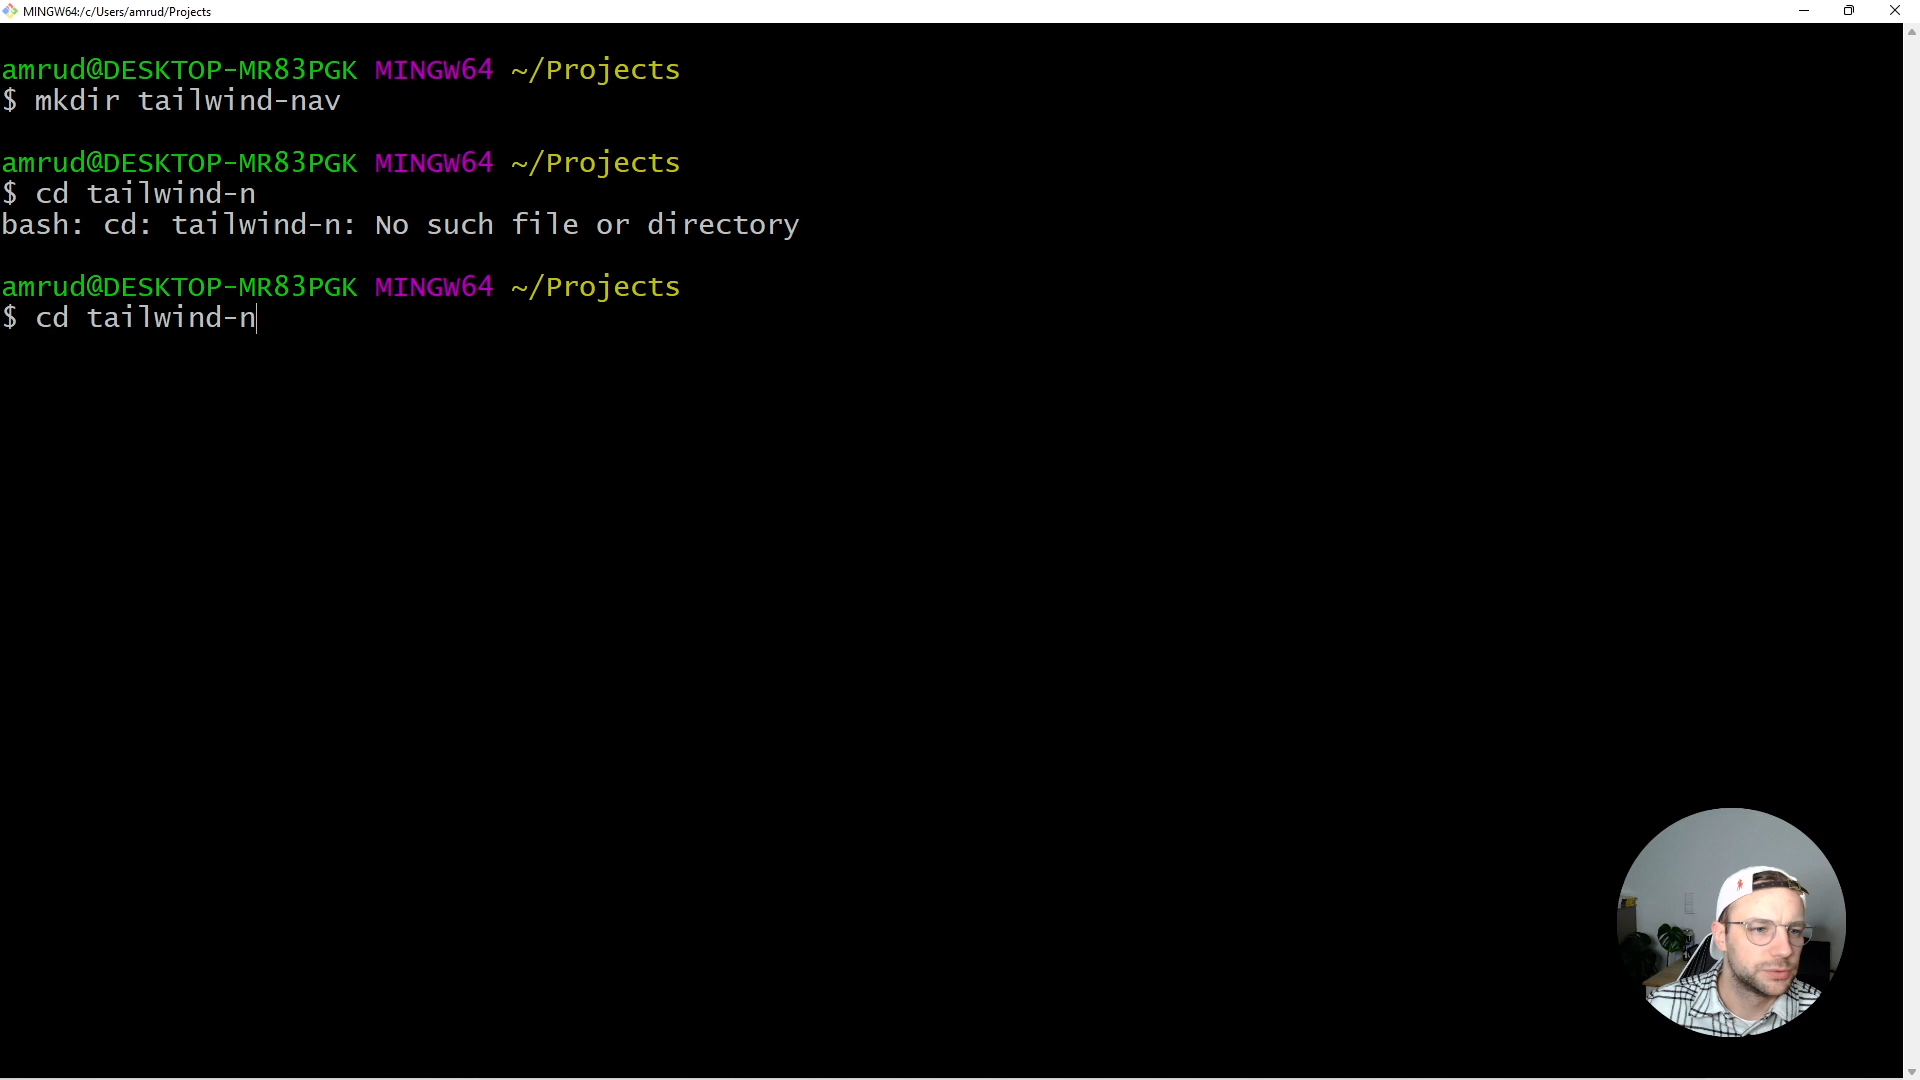 MINGW64:/c/Users/amrud/Projects
amrud@DESKTOP-MR83PGK MINGW64 ~/Projects
$ mkdir tailwind-nav
amrud@DESKTOP-MR83PGK MINGW64 ~/Projects
$ cd tailwind-n
bash: cd: tailwind-n: No such file or directory
amrud@DESKTOP-MR83PGK MINGW64 ~/Projects
$ cd tailwind-n